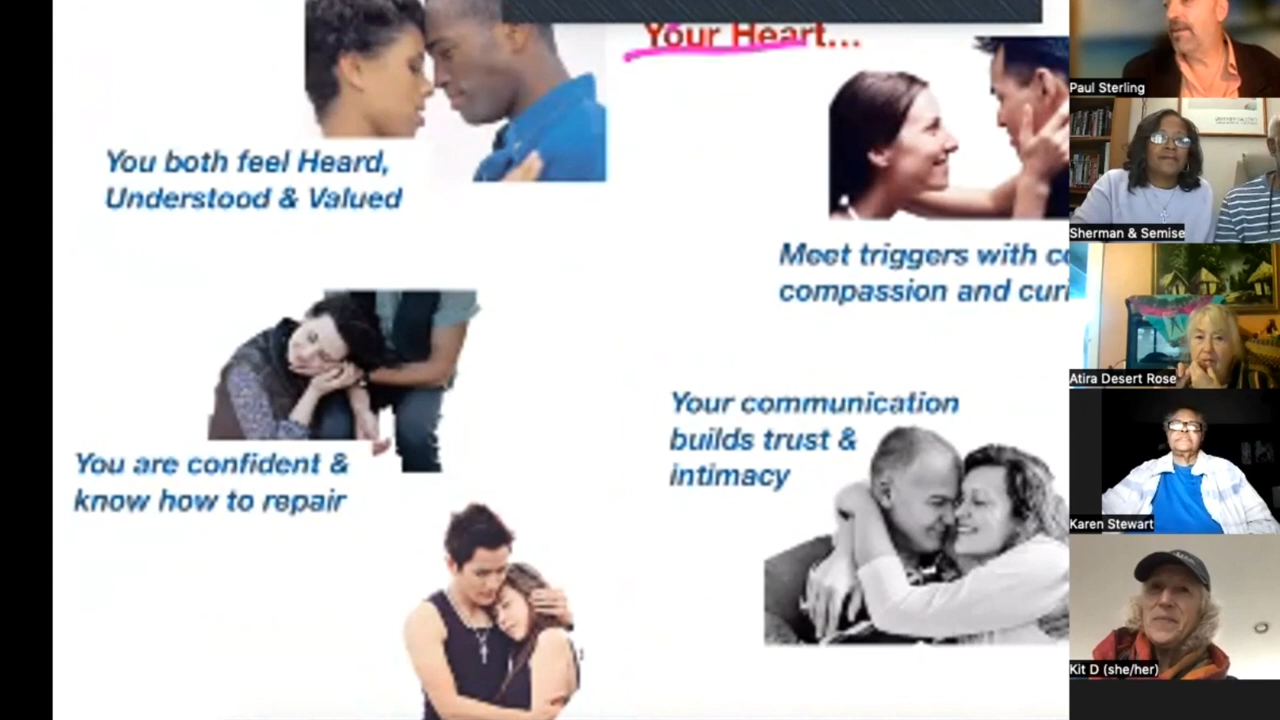 Your Heart...
You both feel Heard,
Understood & Valued
Meet triggers with
compassion and
You are confident &
know how to repair
Your communication
builds trust &
intimacy
Paul Sterling
Sherman & Semise
Atira Desert Rose
Karen Stewart
Kit D (she/her)